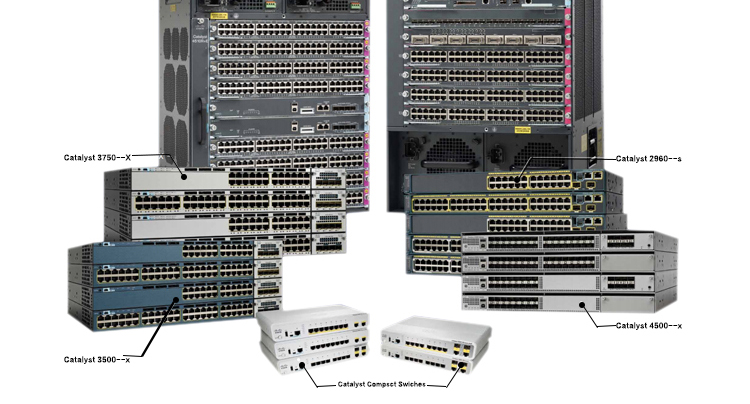 Catalyst 3750--X
Catalyst 2960--s
Catalyst 4500--x
Catalyst 3500--x
Catalyst Compsct Swiches